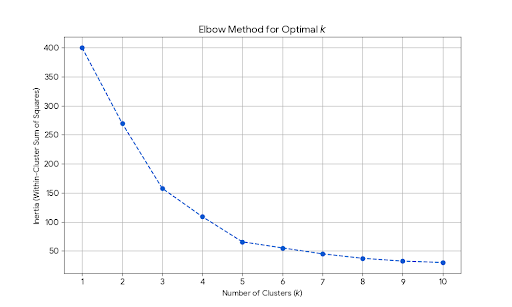 Elbow Method for Optimal k
Inertia (Within-Cluster Sum of Squares)
400
350
300
250
200
150
100
50
1 2 3 4 5 6 7 8 9 10
Number of Clusters (k)